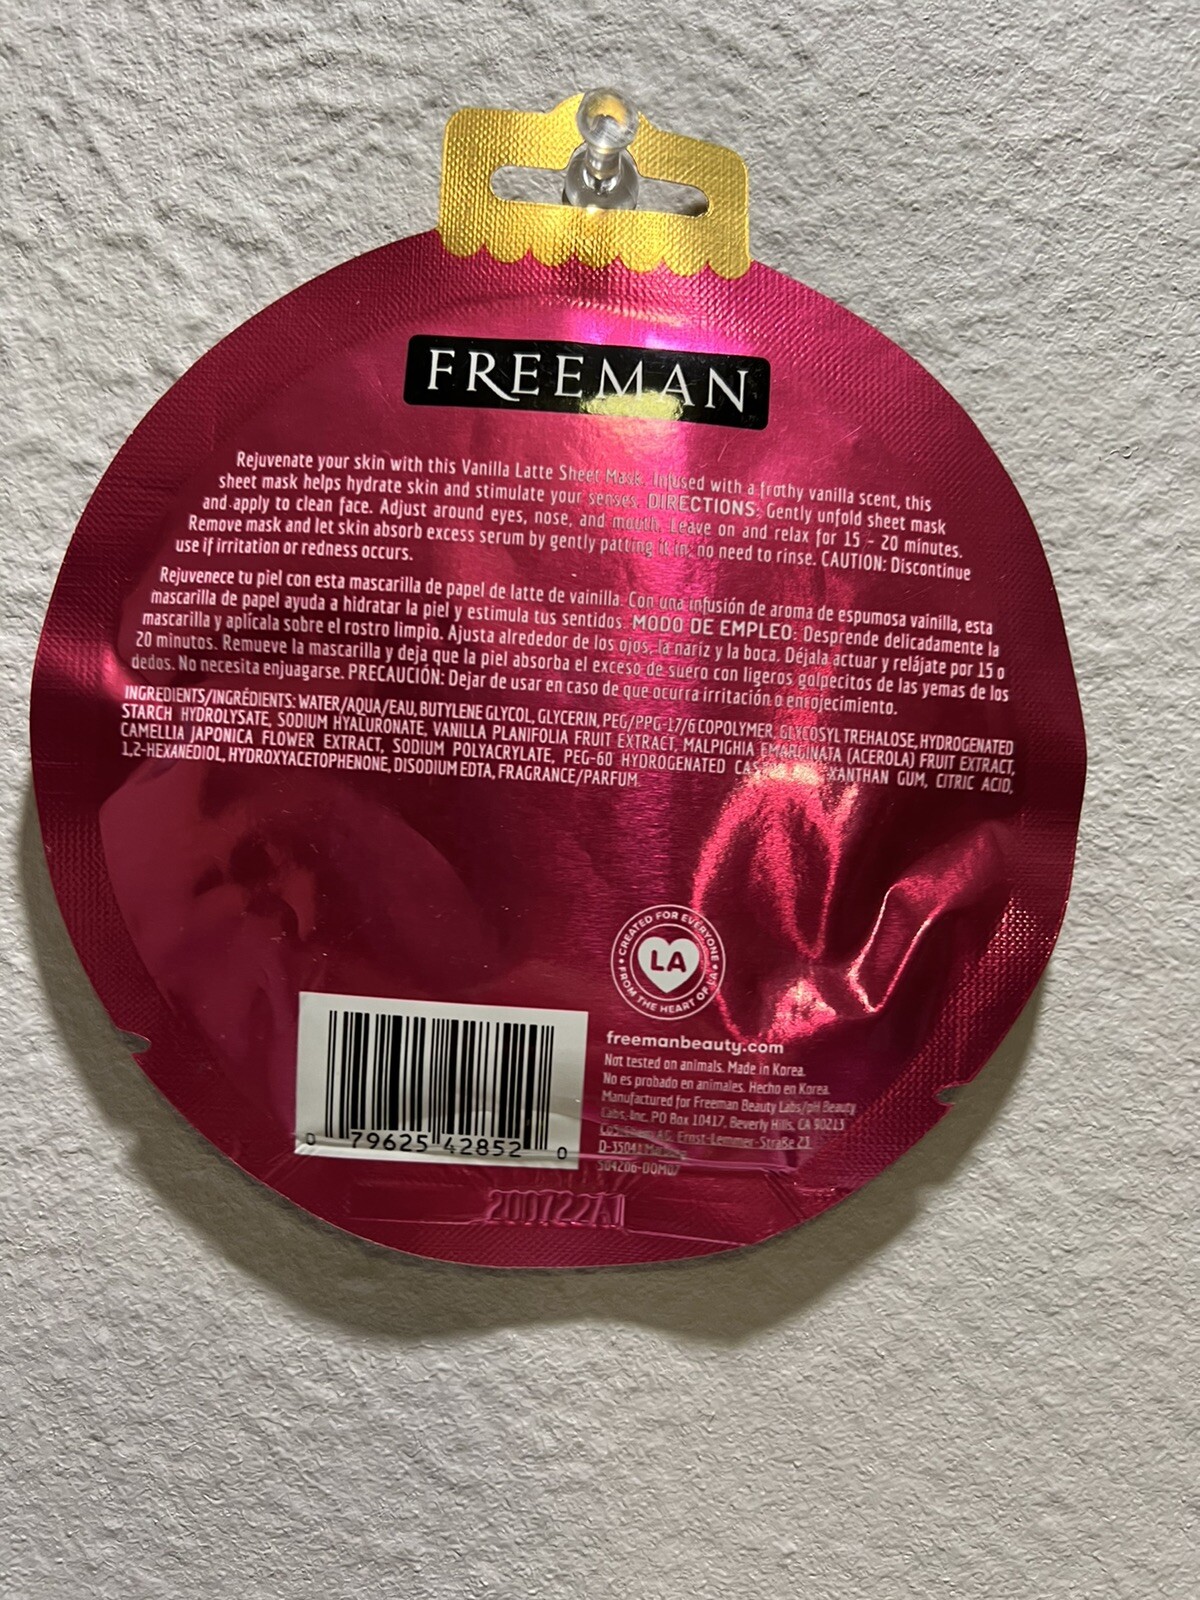 FREEMAN
Rejuvenate your skin with this Vanilla Latte Sheet Mask. Infused with a frothy vanilla scent, this
sheet mask helps hydrate skin and stimulate your senses. DIRECTIONS: Gently unfold sheet mask
and apply to clean face. Adjust around eyes, nose, and mouth. Leave on and relax for 15 - 20 minutes.
Remove mask and let skin absorb excess serum by gently patting it in; no need to rinse. CAUTION: Discontinue
use if irritation or redness occurs.
Rejuvenece tu piel con esta mascarilla de papel de latte de vainilla. Con una infusión de aroma de espumosa vainilla, esta
mascarilla de papel ayuda a hidratar la piel y estimula tus sentidos. MODO DE EMPLEO: Desprende delicadamente la
mascarilla y aplícala sobre el rostro limpio. Ajusta alrededor de los ojos, la nariz y la boca. Déjala actuar y relájate por 15 o
20 minutos. Remueve la mascarilla y deja que la piel absorba el exceso de suero con ligeros golpecitos de las yemas de los
dedos. No necesita enjuagarse. PRECAUCIÓN: Dejar de usar en caso de que ocurra irritación o enrojecimiento.
INGREDIENTS/INGRÉDIENTS: WATER/AQUA/EAU, BUTYLENE GLYCOL, GLYCERIN, PEG/PPG-17/6 COPOLYMER, GLYCOSYL TREHALOSE, HYDROGENATED
STARCH HYDROLYSATE, SODIUM HYALURONATE, VANILLA PLANIFOLIA FRUIT EXTRACT, MALPIGHIA EMARGINATA (ACEROLA) FRUIT EXTRACT,
CAMELLIA JAPONICA FLOWER EXTRACT, SODIUM POLYACRYLATE, PEG-60 HYDROGENATED XANTHAN GUM, CITRIC ACID,
1,2-HEXANEDIOL, HYDROXYACETOPHENONE, DISODIUM EDTA, FRAGRANCE/PARFUM.
CREATED FOR EVERYONE
LA
FROM THE HEART OF LA
freemanbeauty.com
Not tested on animals. Made in Korea.
No es probado en animales. Hecho en Korea.
Manufactured for Freeman Beauty Labs/pH Beauty
Labs, Inc. PO Box 10417, Beverly Hills, CA 90213
AG, Ernst-Lemmer-Straße 23
D-35041
504206-DOM07
0 79625 42852 0
200722A1